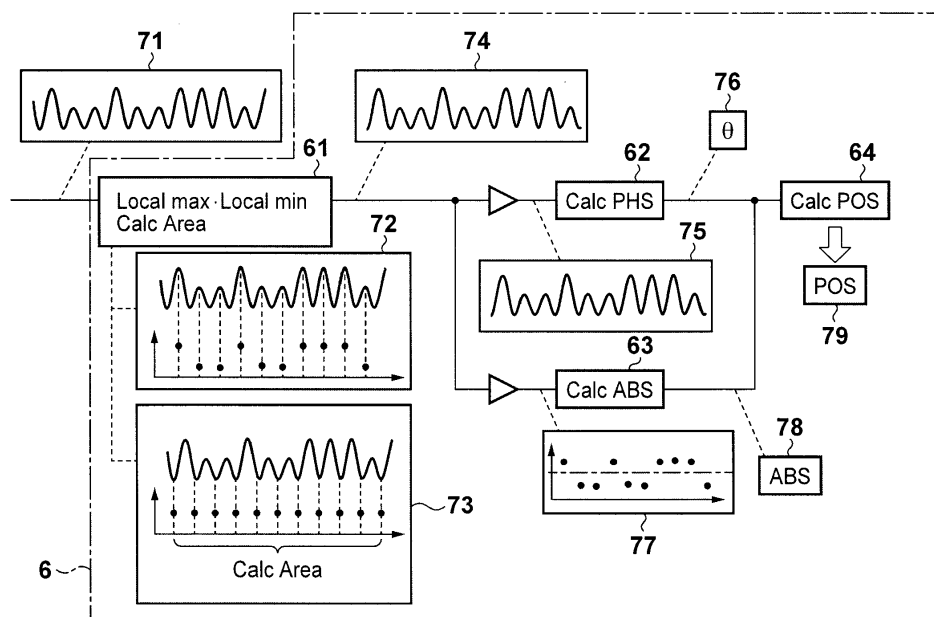 71
74
76
θ
61
62
64
Local max · Local min
Calc Area
Calc PHS
Calc POS
72
75
POS
79
63
Calc ABS
78
ABS
73
77
Calc Area
6